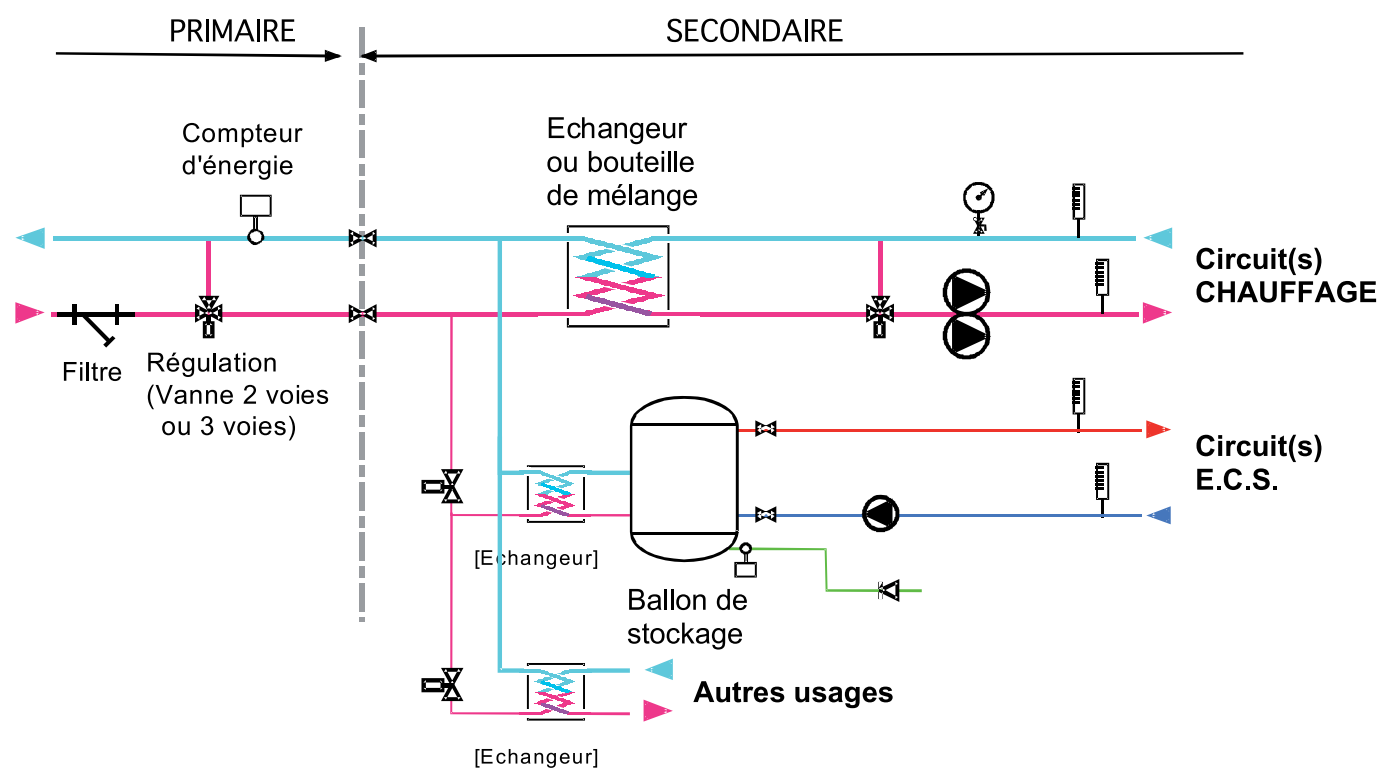 PRIMAIRE
SECONDAIRE
Compteur
d'énergie
Echangeur
ou bouteille
de mélange
Circuit(s)
CHAUFFAGE
Filtre
Régulation
(Vanne 2 voies
ou 3 voies)
Circuit(s)
E.C.S.
[Echangeur]
Ballon de
stockage
Autres usages
[Echangeur]